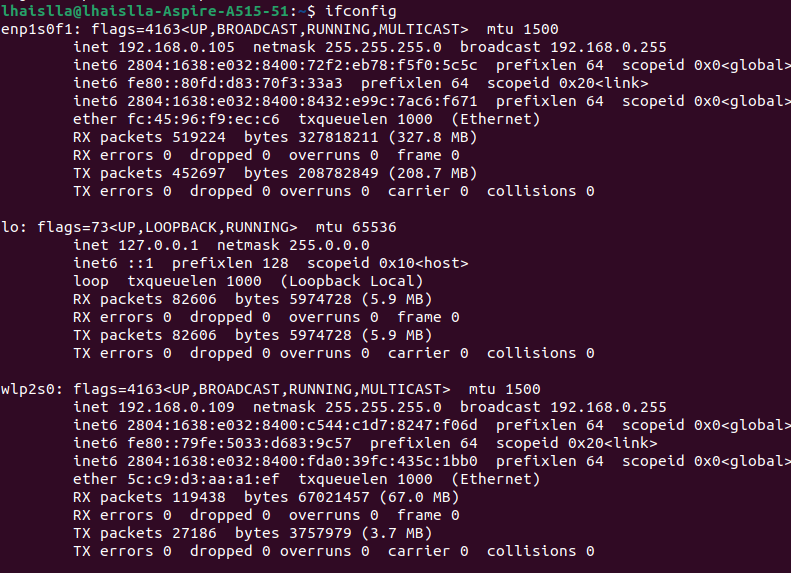 lhaislla@lhaislla-Aspire-A515-51:~$ ifconfig
enp1s0f1: flags=4163<UP,BROADCAST,RUNNING,MULTICAST>  mtu 1500
        inet 192.168.0.105  netmask 255.255.255.0  broadcast 192.168.0.255
        inet6 2804:1638:e032:8400:72f2:eb78:f5f0:5c5c  prefixlen 64  scopeid 0x0<global>
        inet6 fe80::80fd:d83:70f3:33a3  prefixlen 64  scopeid 0x20<link>
        inet6 2804:1638:e032:8400:8432:e99c:7ac6:f671  prefixlen 64  scopeid 0x0<global>
        ether fc:45:96:f9:ec:c6  txqueuelen 1000  (Ethernet)
        RX packets 519224  bytes 327818211 (327.8 MB)
        RX errors 0  dropped 0  overruns 0  frame 0
        TX packets 452697  bytes 208782849 (208.7 MB)
        TX errors 0  dropped 0 overruns 0  carrier 0  collisions 0

lo: flags=73<UP,LOOPBACK,RUNNING>  mtu 65536
        inet 127.0.0.1  netmask 255.0.0.0
        inet6 ::1  prefixlen 128  scopeid 0x10<host>
        loop  txqueuelen 1000  (Loopback Local)
        RX packets 82606  bytes 5974728 (5.9 MB)
        RX errors 0  dropped 0  overruns 0  frame 0
        TX packets 82606  bytes 5974728 (5.9 MB)
        TX errors 0  dropped 0 overruns 0  carrier 0  collisions 0

wlp2s0: flags=4163<UP,BROADCAST,RUNNING,MULTICAST>  mtu 1500
        inet 192.168.0.109  netmask 255.255.255.0  broadcast 192.168.0.255
        inet6 2804:1638:e032:8400:c544:c1d7:8247:f06d  prefixlen 64  scopeid 0x0<global>
        inet6 fe80::79fe:5033:d683:9c57  prefixlen 64  scopeid 0x20<link>
        inet6 2804:1638:e032:8400:fda0:39fc:435c:1bb0  prefixlen 64  scopeid 0x0<global>
        ether 5c:c9:d3:aa:a1:ef  txqueuelen 1000  (Ethernet)
        RX packets 119438  bytes 67021457 (67.0 MB)
        RX errors 0  dropped 0  overruns 0  frame 0
        TX packets 27186  bytes 3757979 (3.7 MB)
        TX errors 0  dropped 0 overruns 0  carrier 0  collisions 0